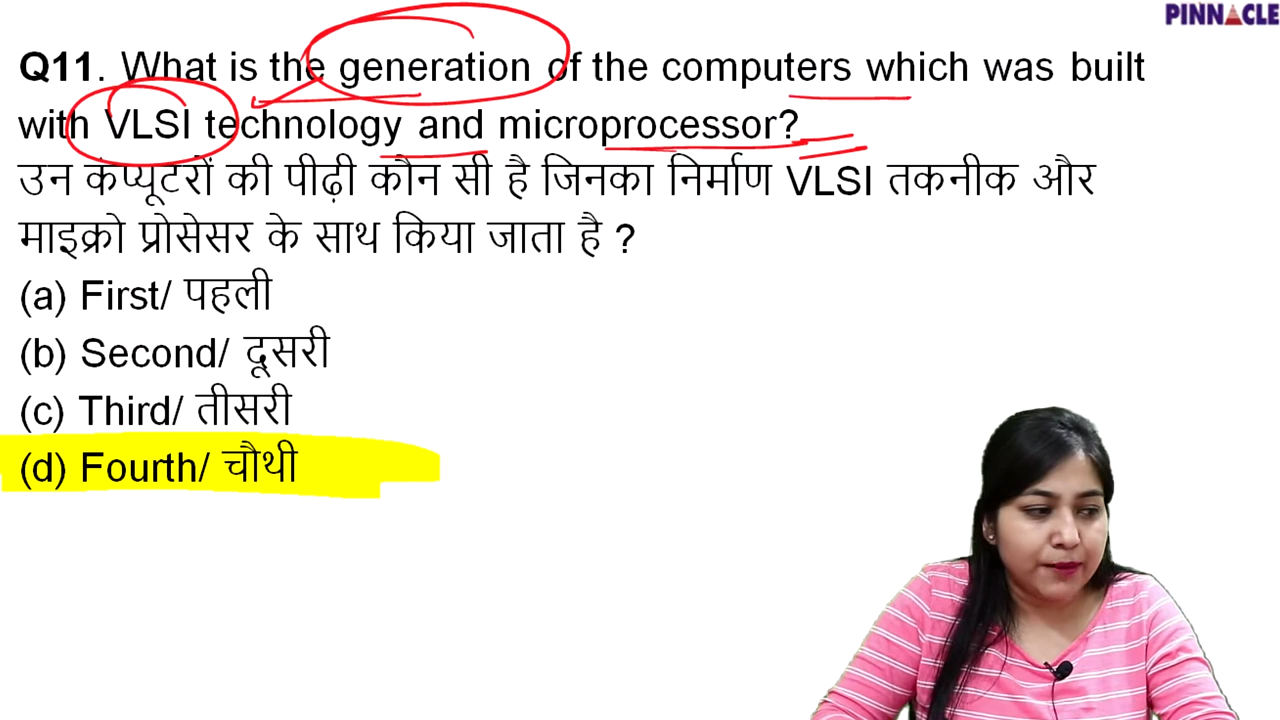 PINNACLE
Q11. What is the generation of the computers which was built
with VLSI technology and microprocessor?
उन कंप्यूटरों की पीढ़ी कौन सी है जिनका निर्माण VLSI तकनीक और
माइक्रो प्रोसेसर के साथ किया जाता है ?
(a) First/ पहली
(b) Second/ दूसरी
(c) Third/ तीसरी
(d) Fourth/ चौथी